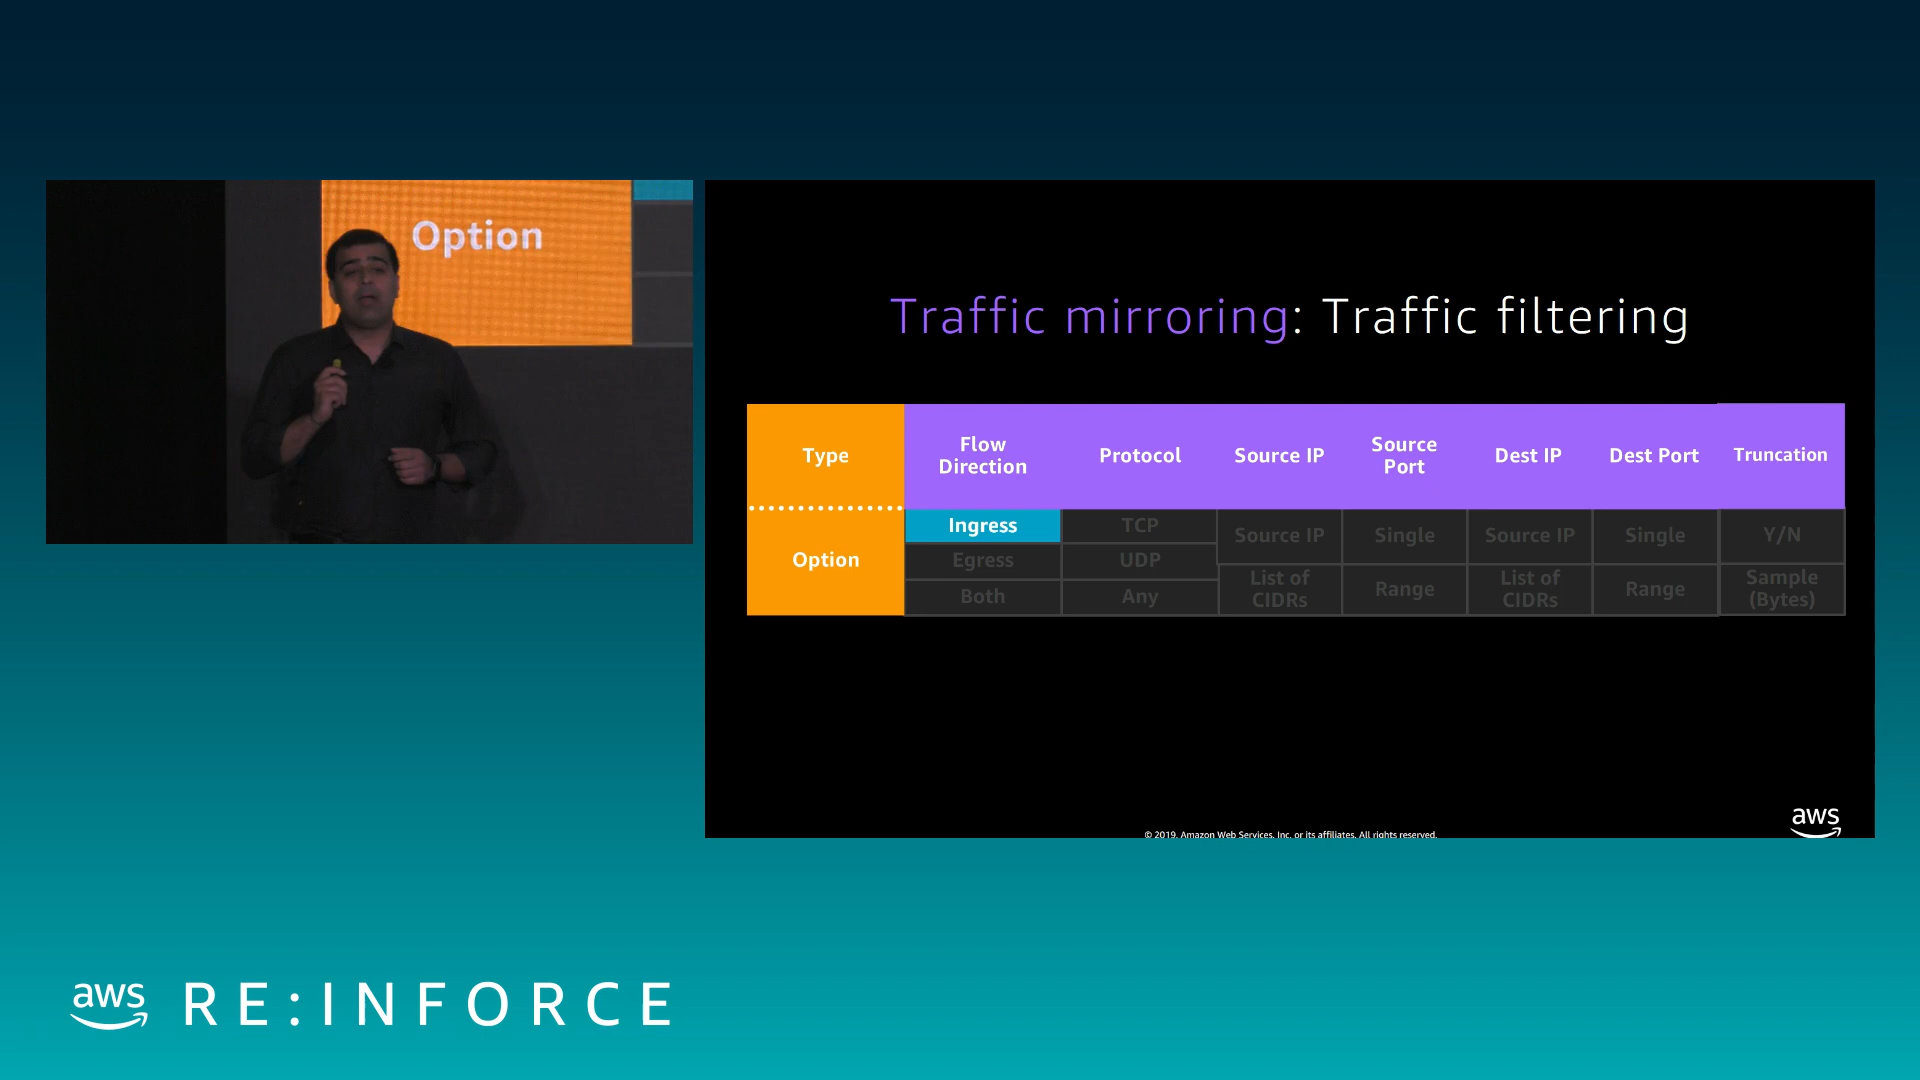 Option
Traffic mirroring: Traffic filtering
Type
Flow
Direction
Protocol
Source IP
Source
Port
Dest IP
Dest Port
Truncation
Option
Ingress
TCP
Source IP
Single
Source IP
Single
Y/N
Egress
UDP
Both
Any
List of
CIDRs
Range
List of
CIDRs
Range
Sample
(Bytes)
© 2019, Amazon Web Services, Inc. or its affiliates. All rights reserved.
aws
aws RE:INFORCE